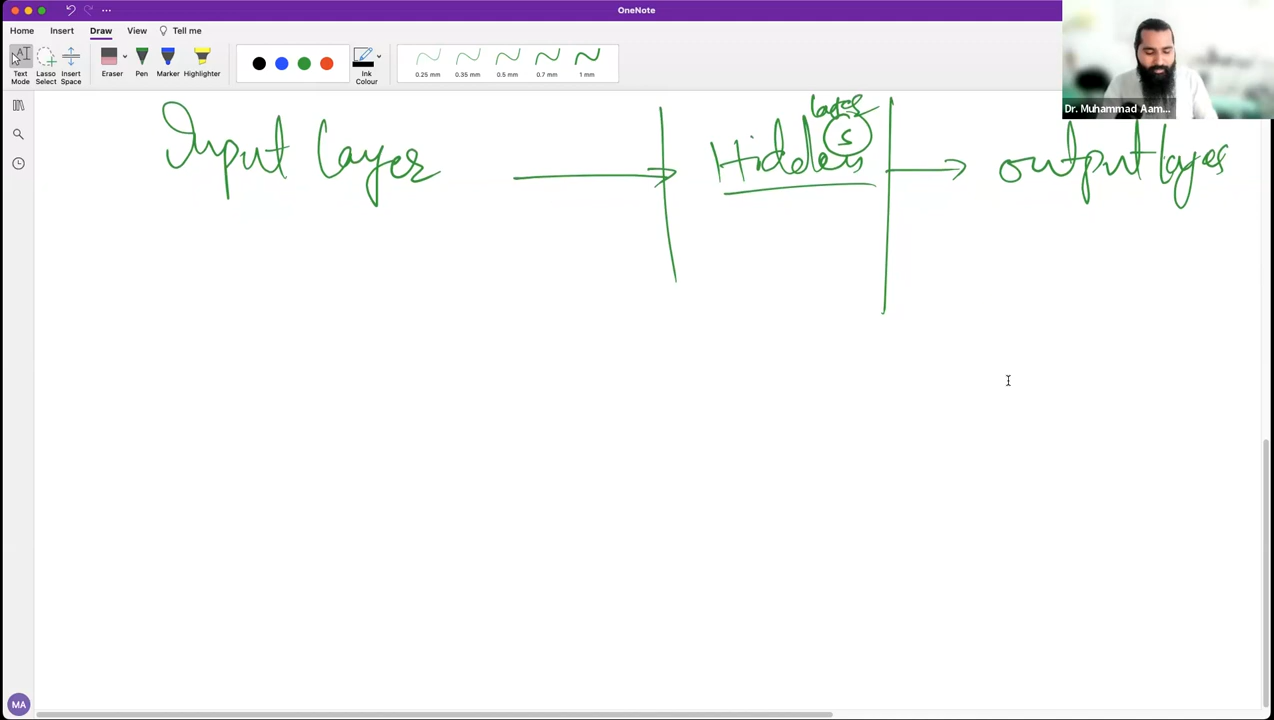 OneNote
Home Insert Draw View Tell me
Text Mode
Lasso Select
Insert Space
Eraser
Pen
Marker
Highlighter
Ink Colour
0.25 mm 0.35 mm 0.5 mm 0.7 mm 1 mm
Dr. Muhammad Aam...
layer
Input layer Hidden s output layer
MA